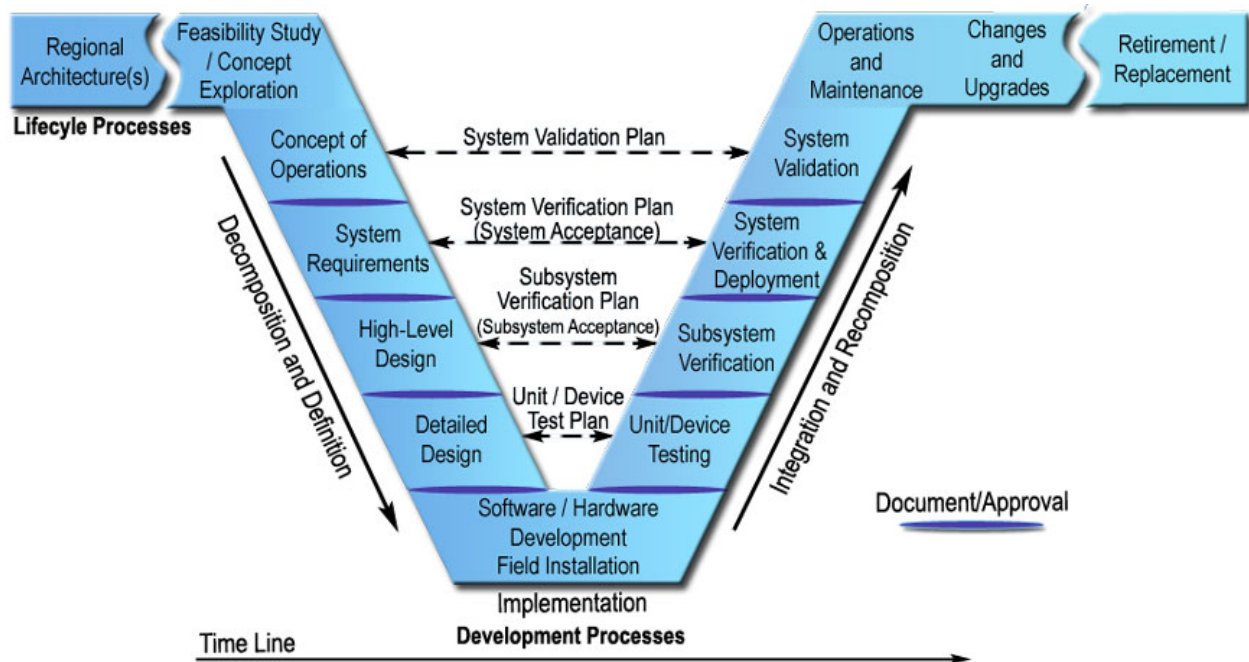 Regional
Architecture(s)
Feasibility Study
/ Concept
Exploration
Operations
and
Maintenance
Changes
and
Upgrades
Retirement /
Replacement
Lifecyle Processes
Concept of
Operations
System Validation Plan
System
Validation
System
Requirements
System Verification Plan
(System Acceptance)
System
Verification &
Deployment
High-Level
Design
Subsystem
Verification Plan
(Subsystem Acceptance)
Subsystem
Verification
Detailed
Design
Unit / Device
Test Plan
Unit/Device
Testing
Decomposition and Definition
Integration and Recomposition
Software / Hardware
Development
Field Installation
Document/Approval
Implementation
Development Processes
Time Line